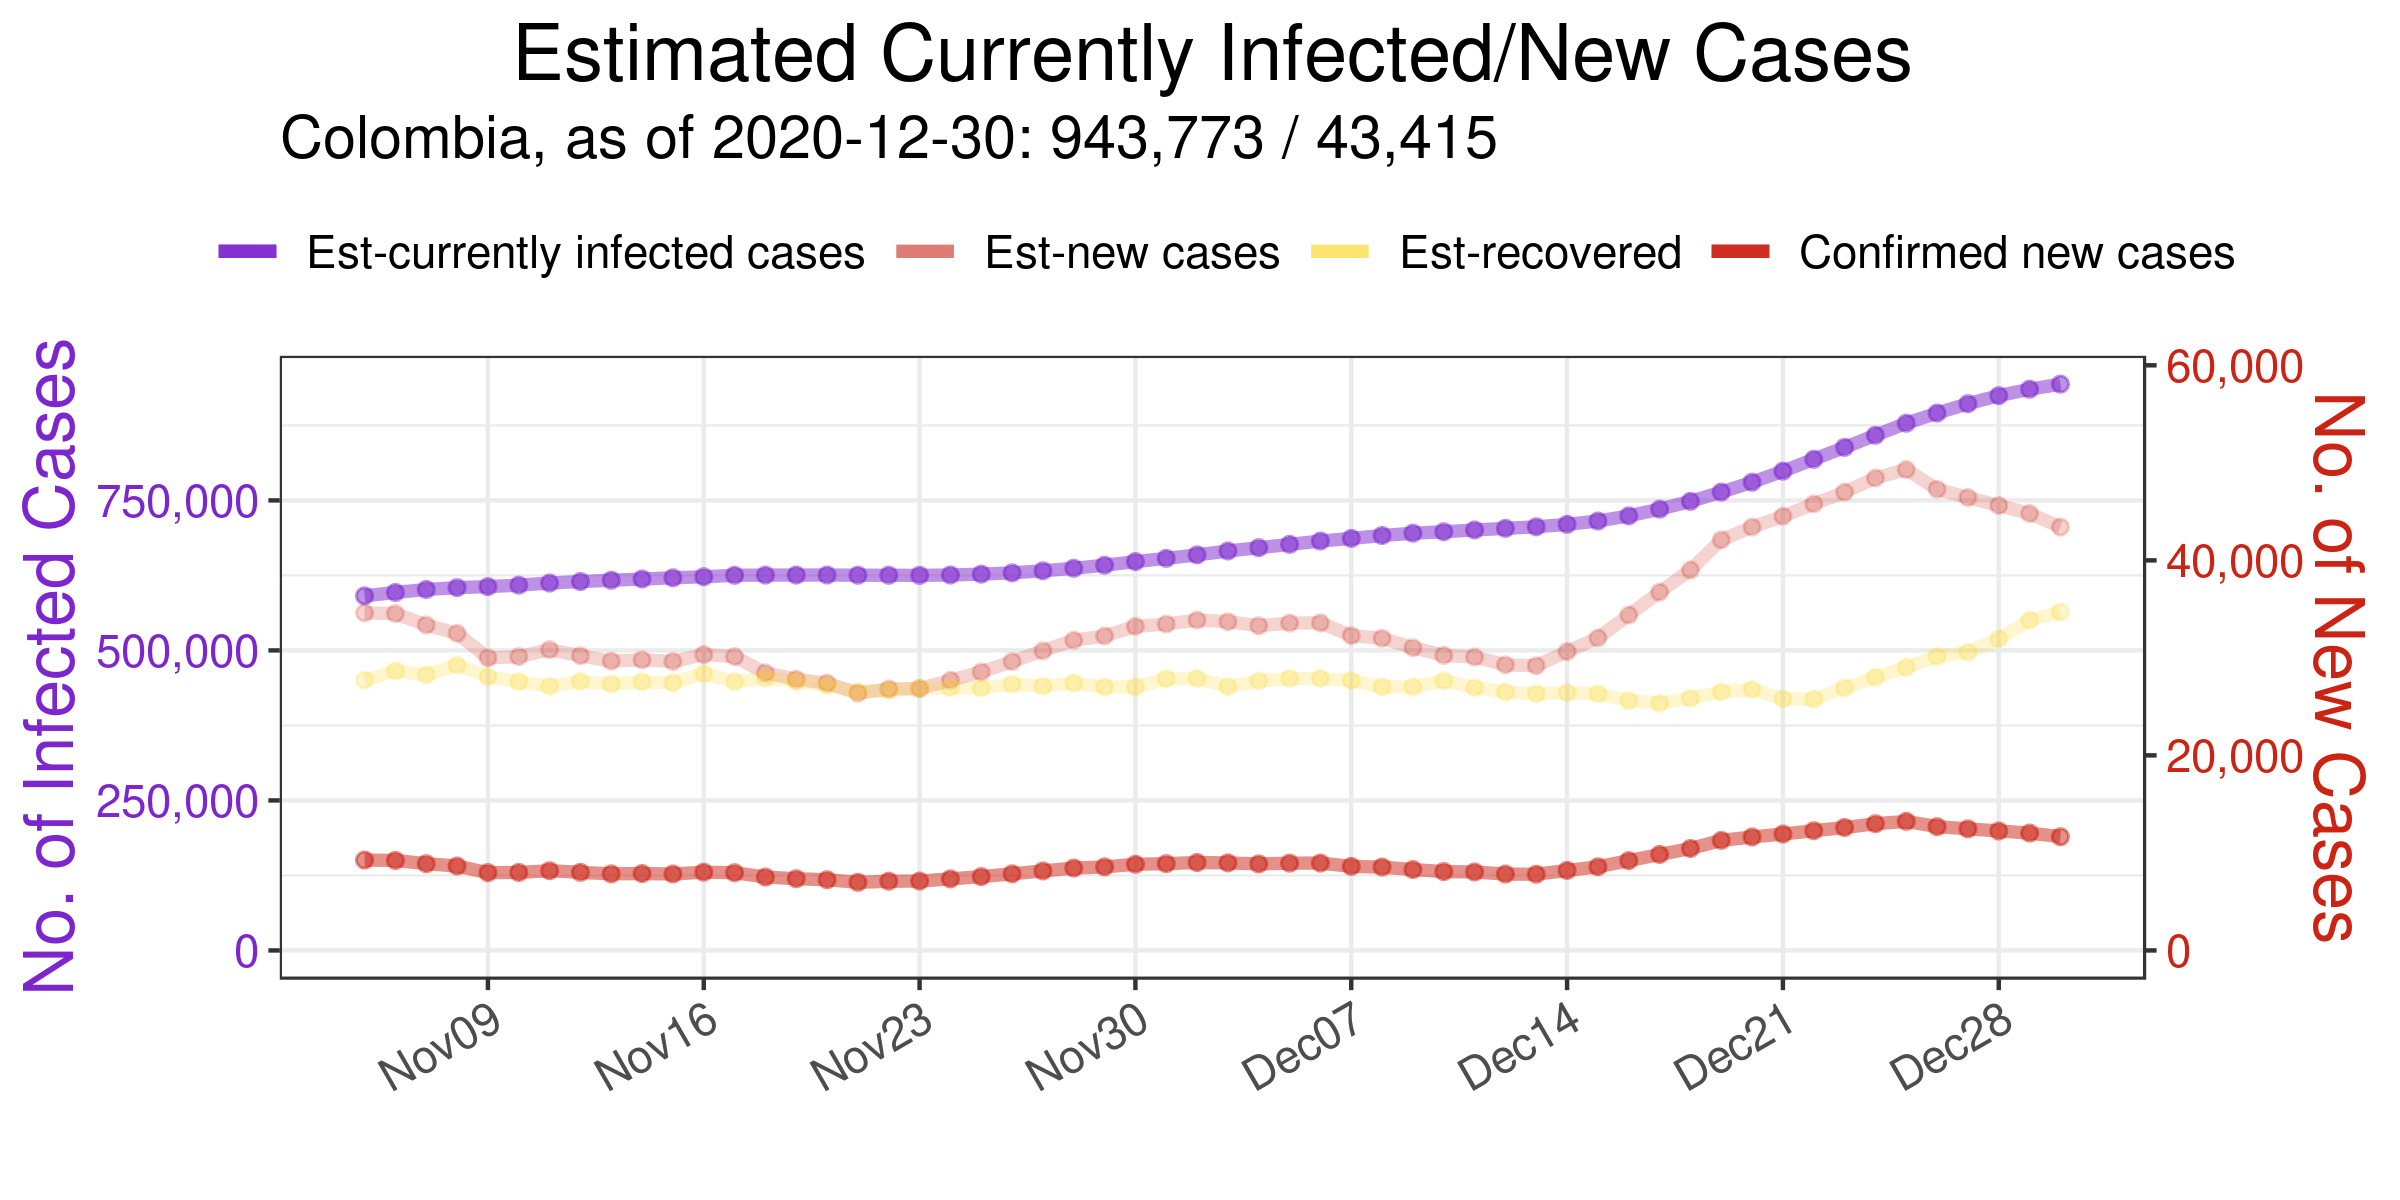 Estimated Currently Infected/New Cases
Colombia, as of 2020-12-30: 943,773 / 43,415
Est-currently infected cases Est-new cases Est-recovered Confirmed new cases
No. of Infected Cases
750,000
500,000
250,000
0
60,000
40,000
20,000
0
No. of New Cases
Nov09 Nov16 Nov23 Nov30 Dec07 Dec14 Dec21 Dec28